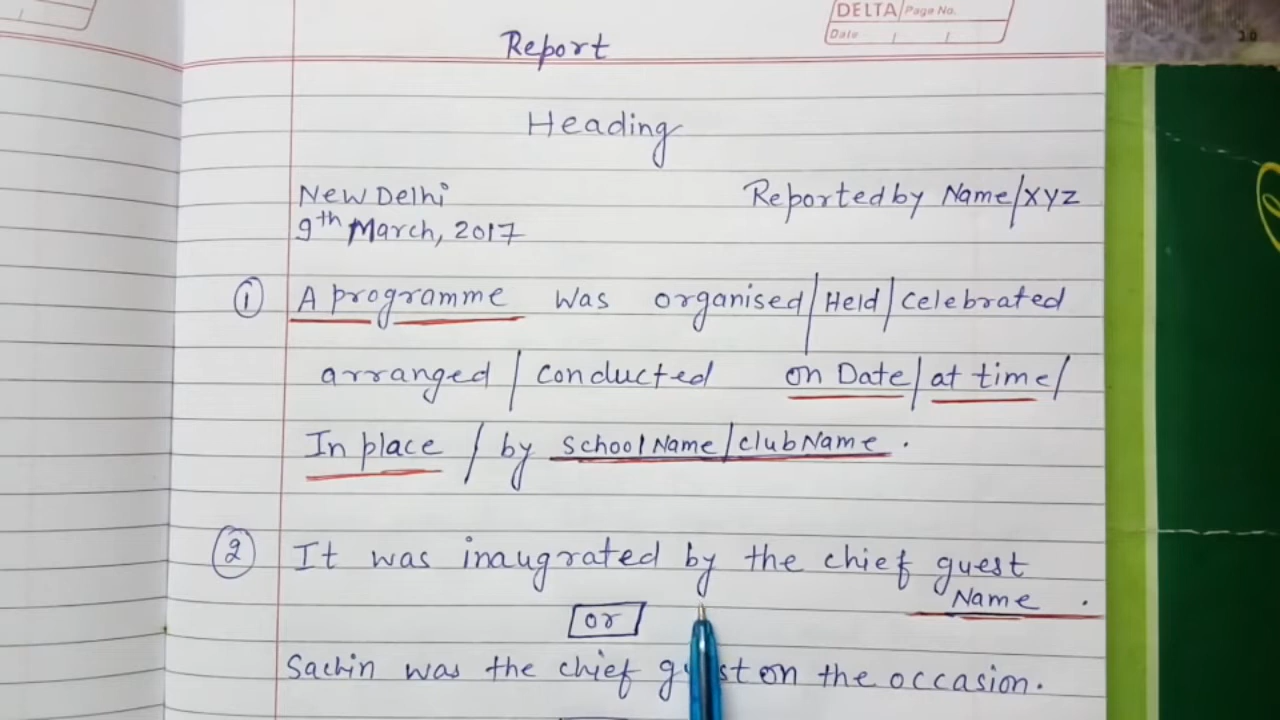 DELTA Page No.
Date
Report
Heading
New Delhi Reported by Name/XYZ
9th March, 2017
① A programme was organised/Held/celebrated
arranged / conducted on Date/at time/
In place / by School Name/club Name .
② It was inaugrated by the chief guest
Name .
or
Sachin was the chief guest on the occasion.
20